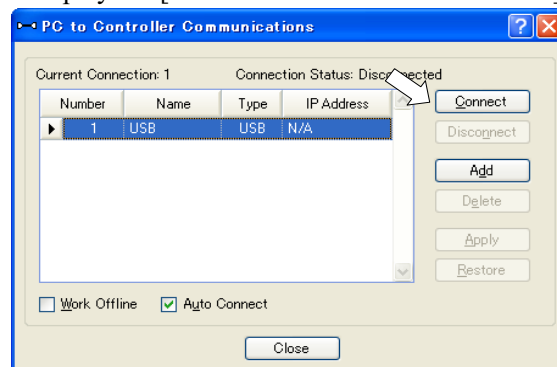 PC to Controller Communications
Current Connection: 1 Connection Status: Disconnected
Number Name Type IP Address
1 USB USB N/A
Connect
Disconnect
Add
Delete
Apply
Restore
Work Offline Auto Connect
Close